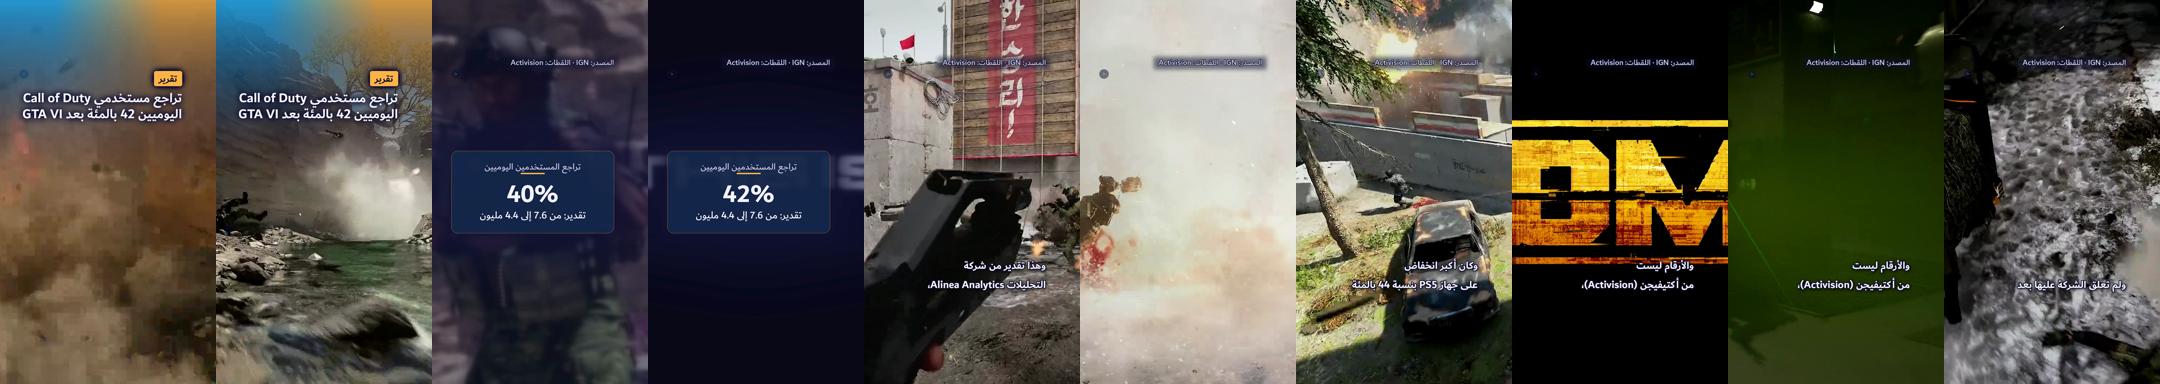 تقرير
تراجع مستخدمي Call of Duty
اليوميين 42 بالمئة بعد GTA VI
تقرير
تراجع مستخدمي Call of Duty
اليوميين 42 بالمئة بعد GTA VI
المصدر: IGN · اللقطات: Activision
تراجع المستخدمين اليوميين
40%
تقدير: من 7.6 إلى 4.4 مليون
المصدر: IGN · اللقطات: Activision
تراجع المستخدمين اليوميين
42%
تقدير: من 7.6 إلى 4.4 مليون
المصدر: IGN · اللقطات: Activision
وهذا تقدير من شركة
التحليلات Alinea Analytics،
المصدر: IGN · اللقطات: Activision
المصدر: IGN · اللقطات: Activision
وكان أكبر انخفاض
على جهاز PS5 بنسبة 44 بالمئة
المصدر: IGN · اللقطات: Activision
DM
والأرقام ليست
من أكتيفيجن (Activision)،
المصدر: IGN · اللقطات: Activision
والأرقام ليست
من أكتيفيجن (Activision)،
المصدر: IGN · اللقطات: Activision
ولم تعلق الشركة عليها بعد